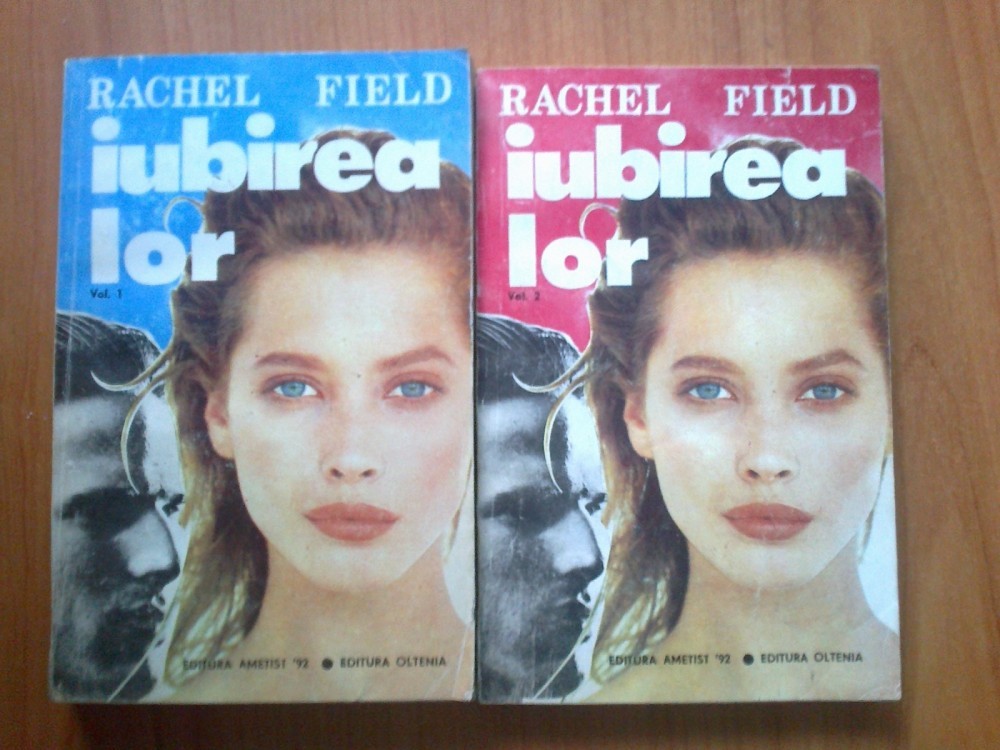 RACHEL FIELD
iubirea
lor
Vol. 1
EDITURA AMETIST '92 ● EDITURA OLTENIA
RACHEL FIELD
iubirea
lor
Vol. 2
EDITURA AMETIST '92 ● EDITURA OLTENIA